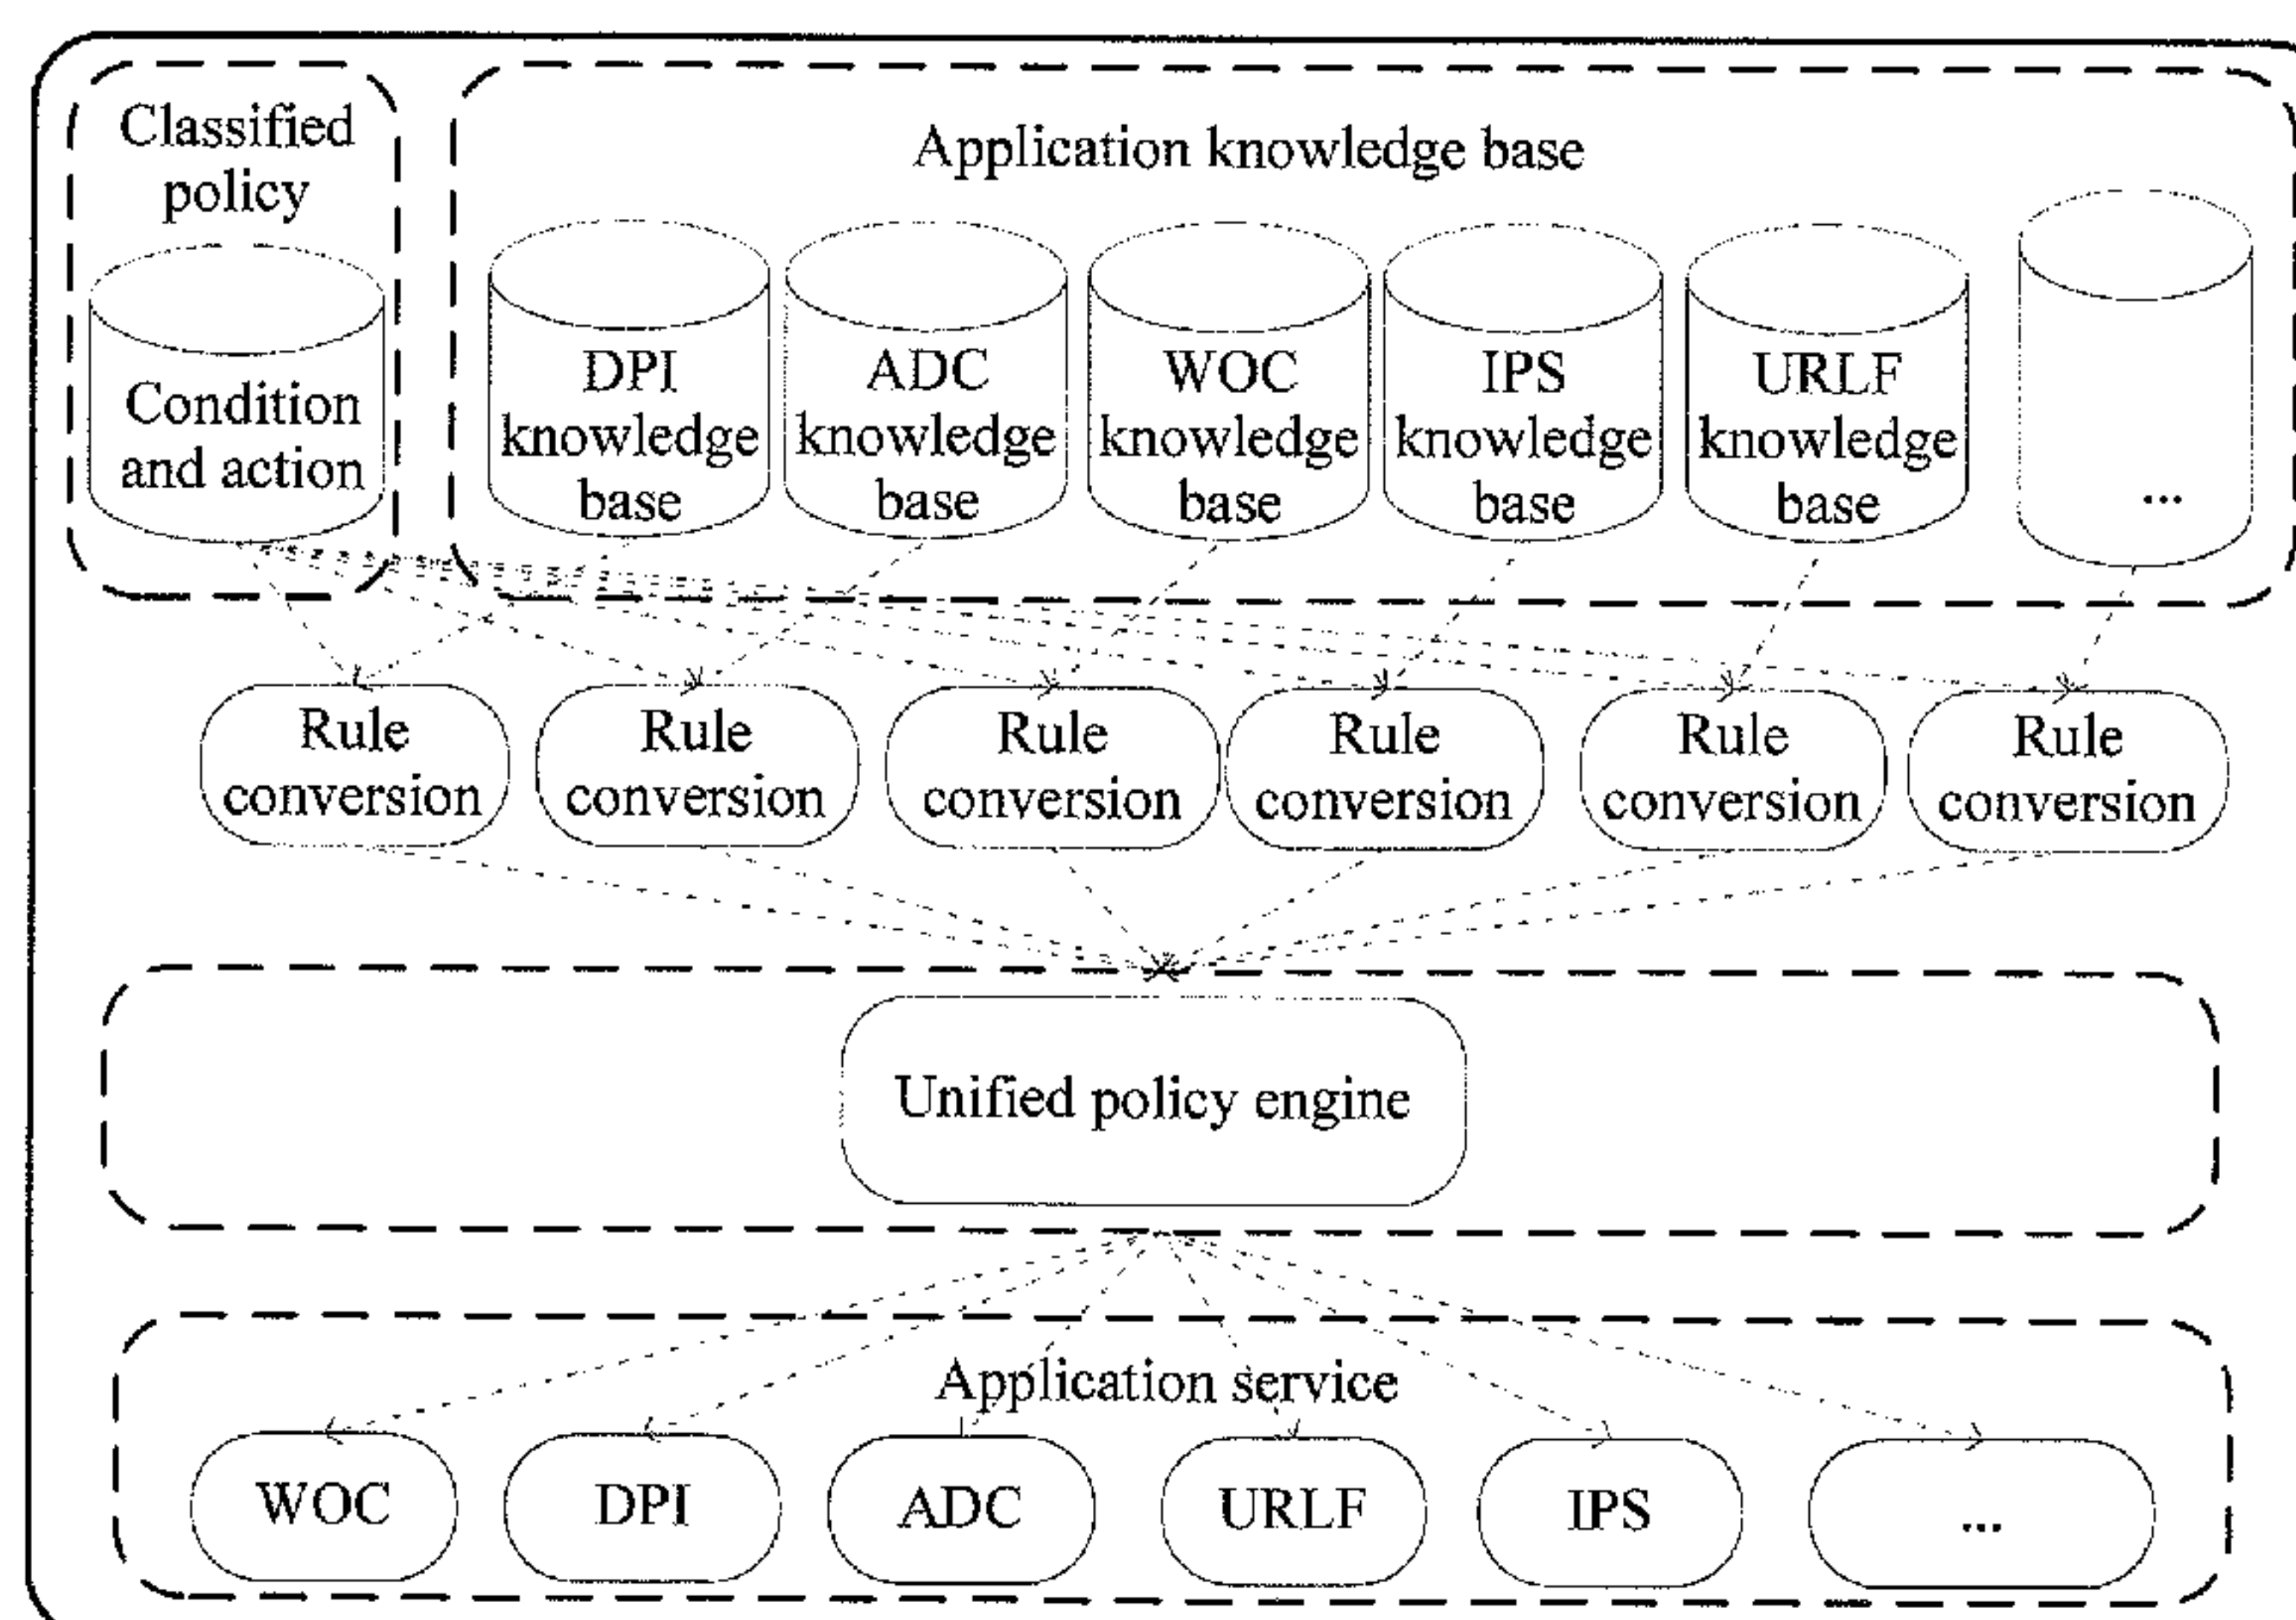 Classified
policy
Application knowledge base
Condition
and action
DPI
knowledge
base
ADC
knowledge
base
WOC
knowledge
base
IPS
knowledge
base
URLF
knowledge
base
...
Rule
conversion
Rule
conversion
Rule
conversion
Rule
conversion
Rule
conversion
Rule
conversion
Unified policy engine
Application service
WOC
DPI
ADC
URLF
IPS
...